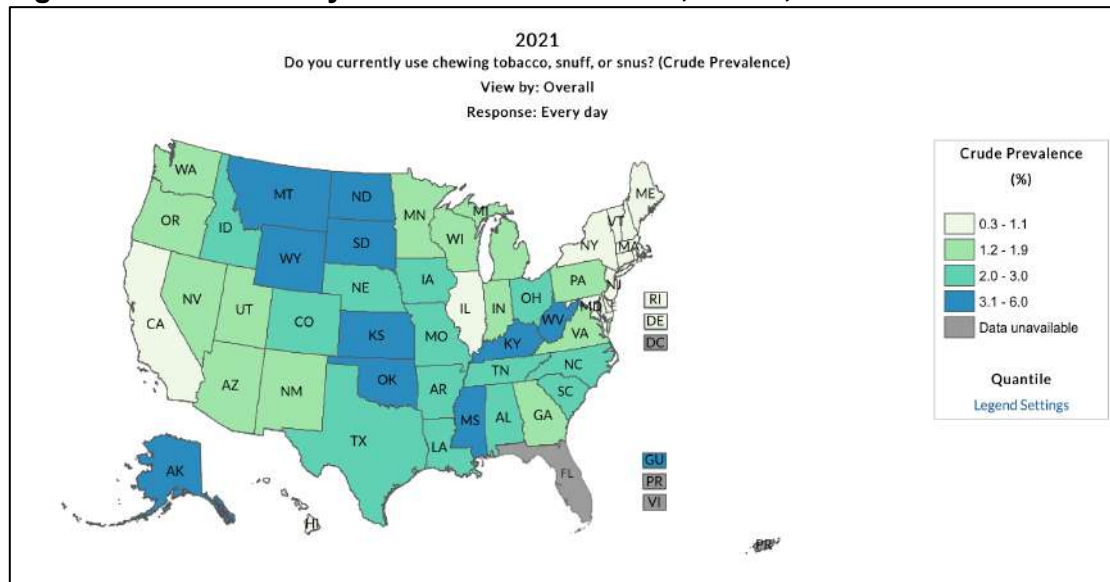 2021
Do you currently use chewing tobacco, snuff, or snus? (Crude Prevalence)
View by: Overall
Response: Every day
WA
MT
ND
MN
MI
ME
VT
OR
ID
SD
WI
NY
MA
WY
IA
PA
NJ
NE
IL
IN
OH
MD
NV
UT
CO
WV
VA
CA
KS
MO
KY
RI
DE
DC
AZ
NM
OK
AR
TN
NC
SC
MS
AL
GA
TX
LA
FL
AK
HI
GU
PR
VI
PR
Crude Prevalence
(%)
0.3 - 1.1
1.2 - 1.9
2.0 - 3.0
3.1 - 6.0
Data unavailable
Quantile
Legend Settings